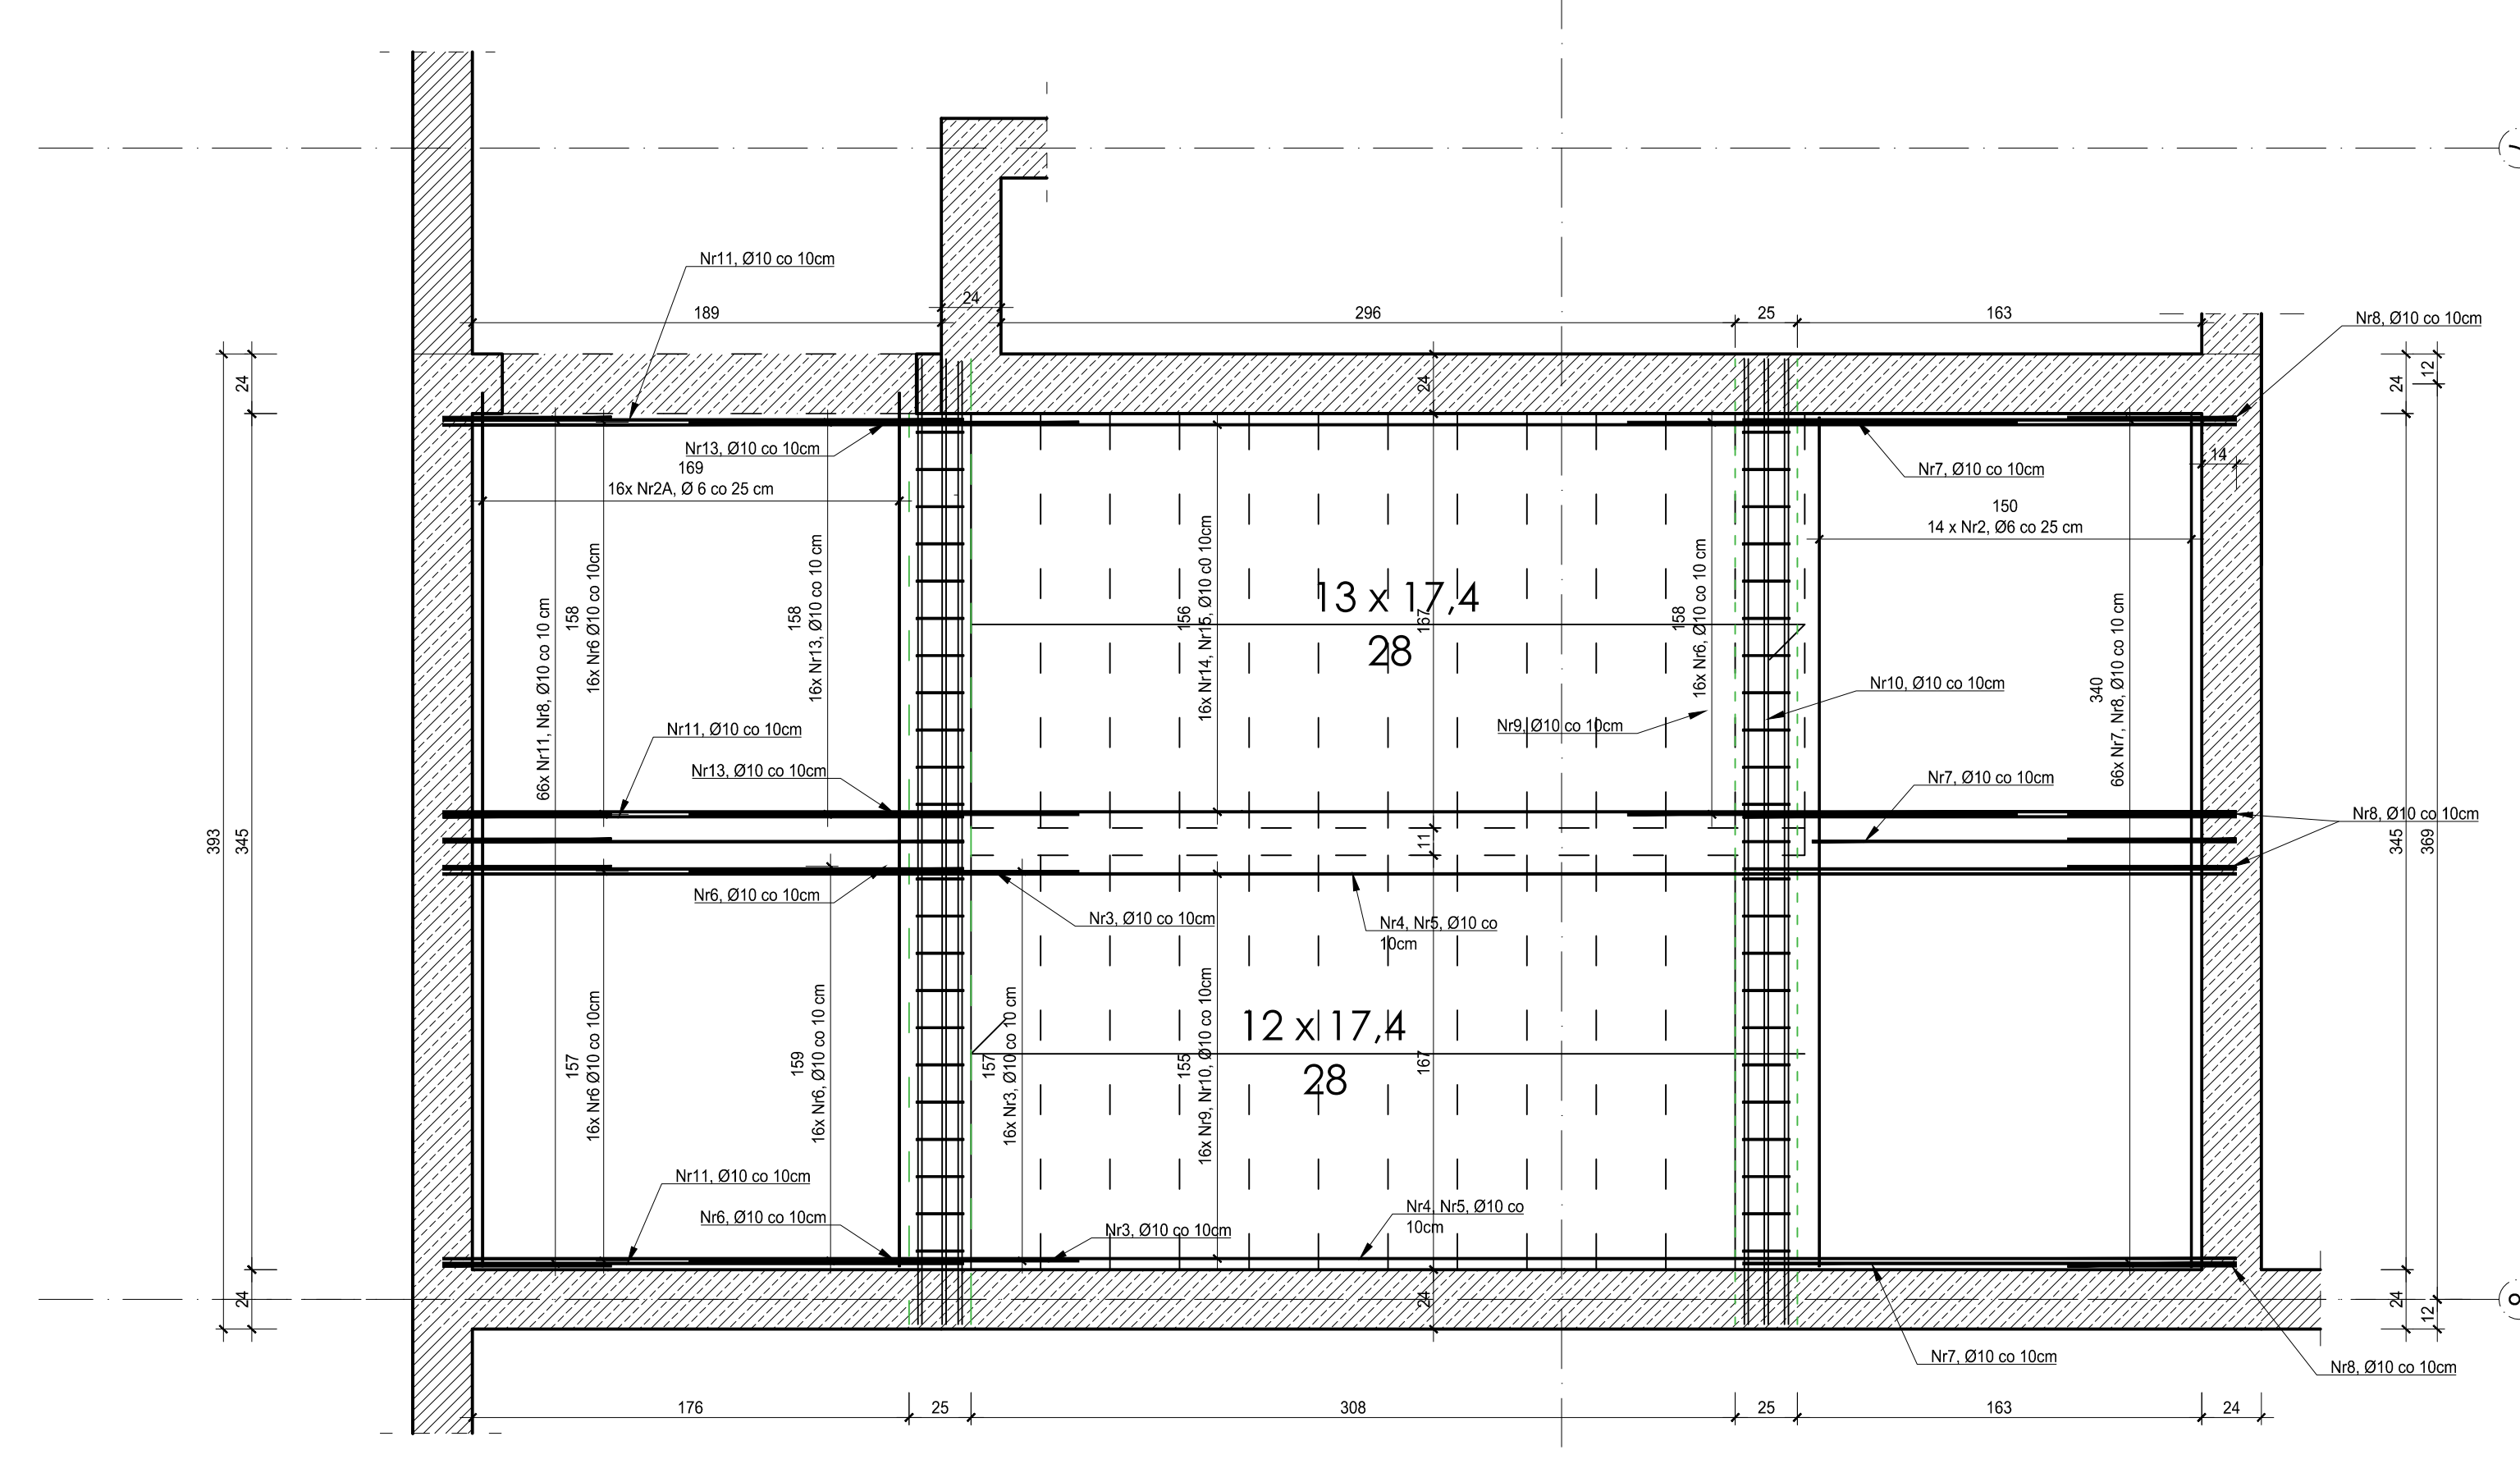 Nr11, Ø10 co 10cm
24
189
296
25
163
Nr8, Ø10 co 10cm
24
24
24
12
Nr13, Ø10 co 10cm
169
16x Nr2A, Ø 6 co 25 cm
Nr7, Ø10 co 10cm
14
150
14 x Nr2, Ø6 co 25 cm
66x Nr11, Nr8, Ø10 co 10 cm
158
16x Nr6 Ø10 co 10cm
158
16x Nr13, Ø10 co 10 cm
156
16x Nr14, Nr15, Ø10 c0 10cm
13 x 17,4
28
167
158
16x Nr6, Ø10 co 10 cm
340
66x Nr7, Nr8, Ø10 co 10 cm
Nr10, Ø10 co 10cm
Nr9, Ø10 co 10cm
Nr11, Ø10 co 10cm
Nr13, Ø10 co 10cm
Nr7, Ø10 co 10cm
Nr8, Ø10 co 10cm
393
345
11
345
369
Nr6, Ø10 co 10cm
Nr3, Ø10 co 10cm
Nr4, Nr5, Ø10 co
10cm
157
16x Nr6 Ø10 co 10cm
159
16x Nr6, Ø10 co 10 cm
157
16x Nr3, Ø10 co 10 cm
155
16x Nr9, Nr10, Ø10 co 10cm
12 x 17,4
28
167
Nr11, Ø10 co 10cm
Nr6, Ø10 co 10cm
Nr3, Ø10 co 10cm
Nr4, Nr5, Ø10 co
10cm
24
24
24
12
Nr7, Ø10 co 10cm
Nr8, Ø10 co 10cm
176
25
308
25
163
24